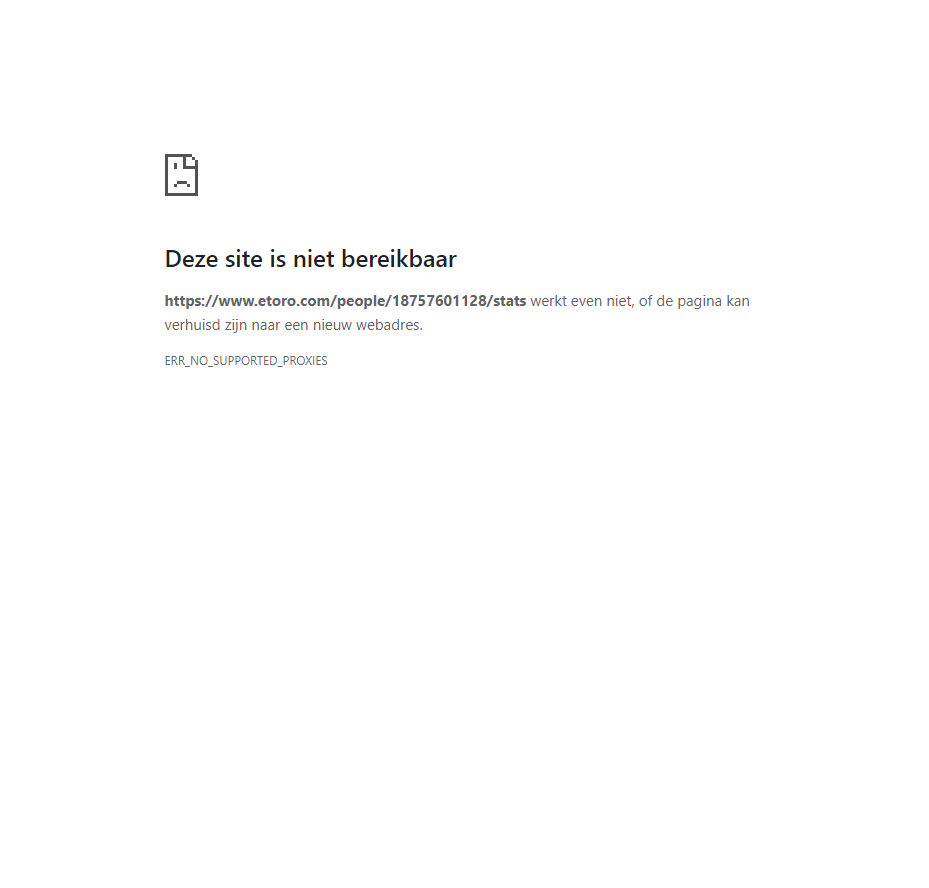 Deze site is niet bereikbaar
https://www.etoro.com/people/18757601128/stats werkt even niet, of de pagina kan
verhuisd zijn naar een nieuw webadres.
ERR_NO_SUPPORTED_PROXIES